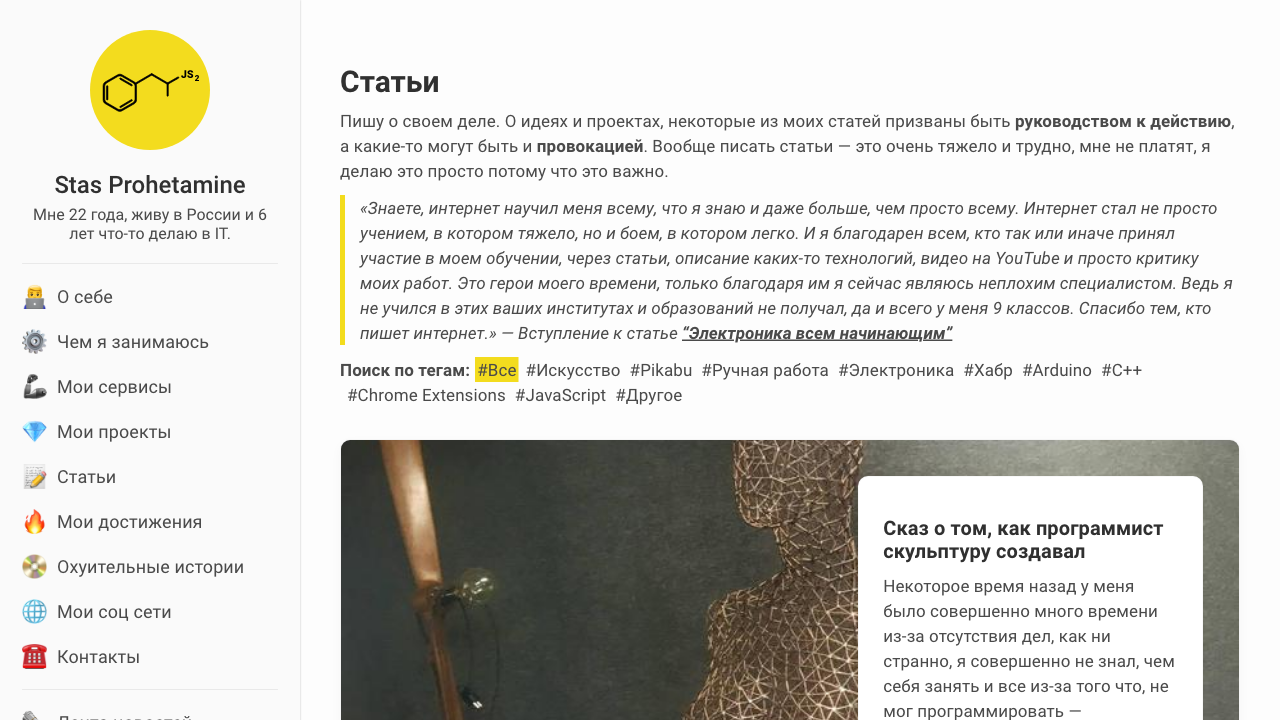 JS2
Stas Prohetamine
Мне 22 года, живу в России и 6
лет что-то делаю в IT.
О себе
Чем я занимаюсь
Мои сервисы
Мои проекты
Статьи
Мои достижения
Охуительные истории
Мои соц сети
Контакты
Лента новостей
Статьи
Пишу о своем деле. О идеях и проектах, некоторые из моих статей призваны быть руководством к действию,
а какие-то могут быть и провокацией. Вообще писать статьи — это очень тяжело и трудно, мне не платят, я
делаю это просто потому что это важно.
«Знаете, интернет научил меня всему, что я знаю и даже больше, чем просто всему. Интернет стал не просто
учением, в котором тяжело, но и боем, в котором легко. И я благодарен всем, кто так или иначе принял
участие в моем обучении, через статьи, описание каких-то технологий, видео на YouTube и просто критику
моих работ. Это герои моего времени, только благодаря им я сейчас являюсь неплохим специалистом. Ведь я
не учился в этих ваших институтах и образований не получал, да и всего у меня 9 классов. Спасибо тем, кто
пишет интернет.» — Вступление к статье “Электроника всем начинающим”
Поиск по тегам: #Все #Искусство #Pikabu #Ручная работа #Электроника #Хабр #Arduino #C++
#Chrome Extensions #JavaScript #Другое
Сказ о том, как программист
скульптуру создавал
Некоторое время назад у меня
было совершенно много времени
из-за отсутствия дел, как ни
странно, я совершенно не знал, чем
себя занять и все из-за того что, не
мог программировать —